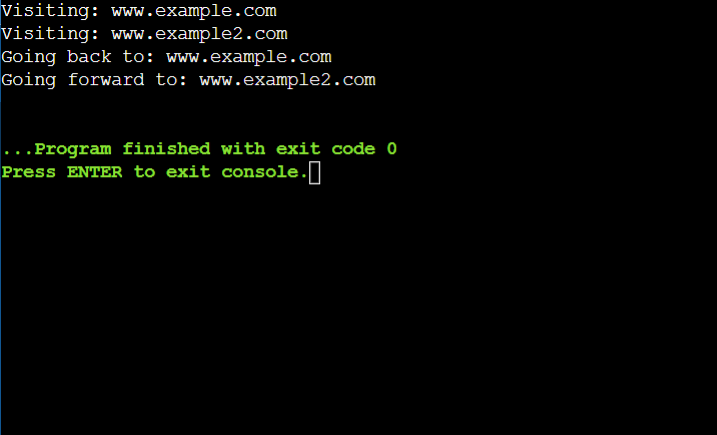 Visiting: www.example.com
Visiting: www.example2.com
Going back to: www.example.com
Going forward to: www.example2.com
...Program finished with exit code 0
Press ENTER to exit console.